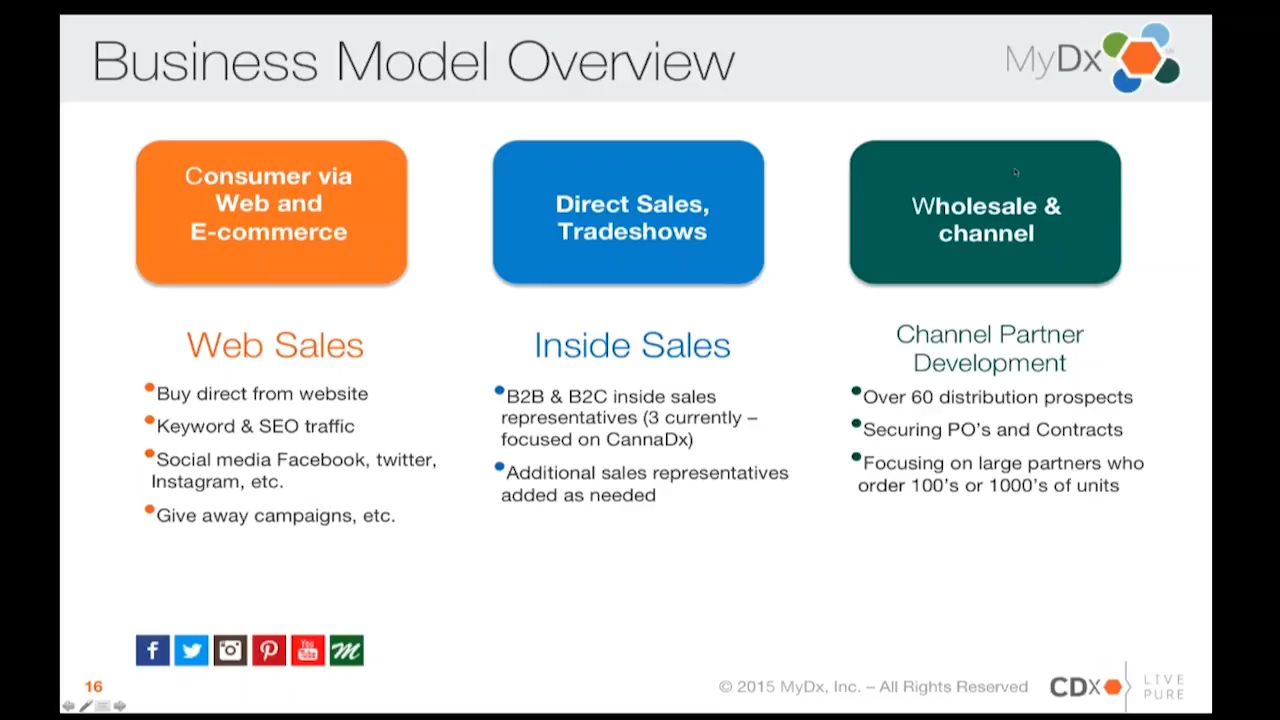 Business Model Overview
MyDx
Consumer via
Web and
E-commerce
Direct Sales,
Tradeshows
Wholesale &
channel
Web Sales
•Buy direct from website
•Keyword & SEO traffic
•Social media Facebook, twitter,
Instagram, etc.
•Give away campaigns, etc.
Inside Sales
•B2B & B2C inside sales
representatives (3 currently –
focused on CannaDx)
•Additional sales representatives
added as needed
Channel Partner
Development
•Over 60 distribution prospects
•Securing PO's and Contracts
•Focusing on large partners who
order 100's or 1000's of units
f
You
Tube
m
16
© 2015 MyDx, Inc. – All Rights Reserved
CDx
LIVE
PURE